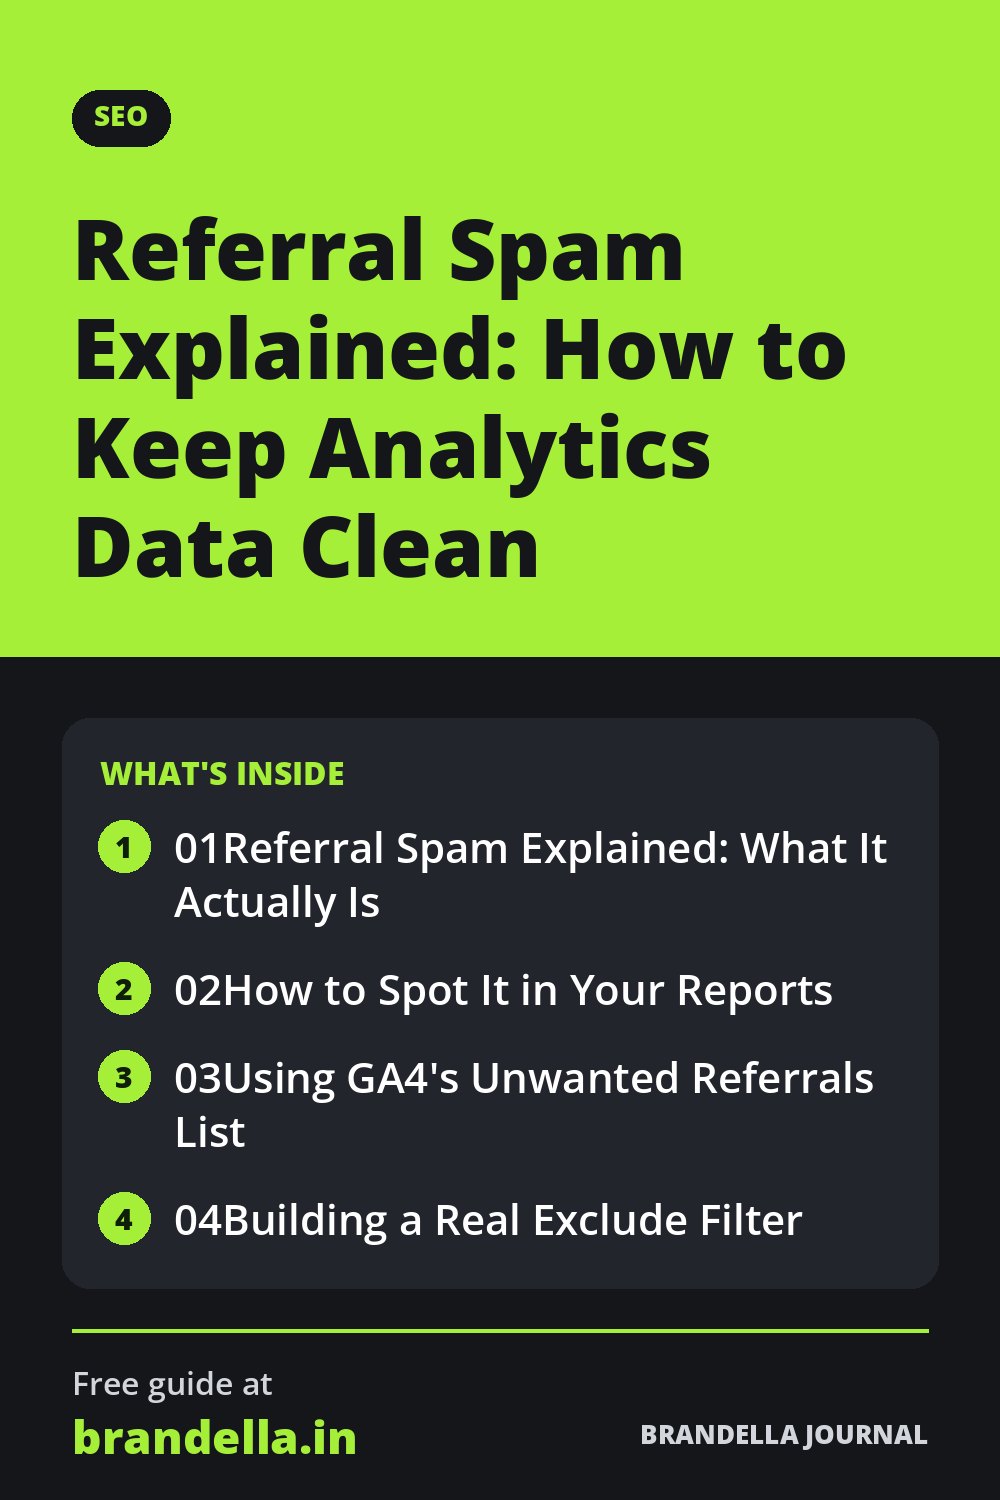 SEO
Referral Spam
Explained: How to
Keep Analytics
Data Clean
WHAT'S INSIDE
1 01Referral Spam Explained: What It
Actually Is
2 02How to Spot It in Your Reports
3 03Using GA4's Unwanted Referrals
List
4 04Building a Real Exclude Filter
Free guide at
brandella.in
BRANDELLA JOURNAL